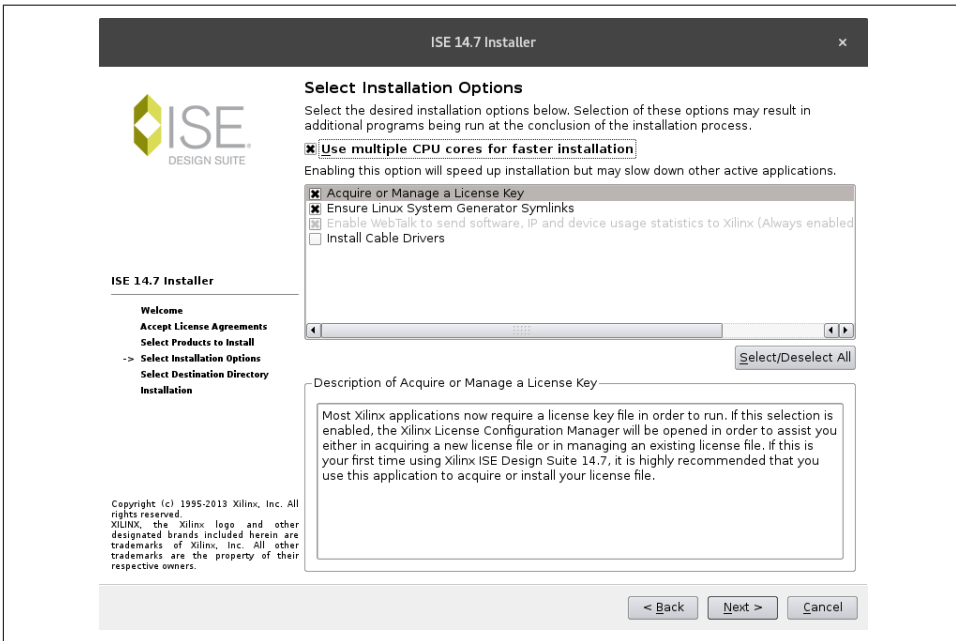 ISE 14.7 Installer
×
ISE
DESIGN SUITE
Select Installation Options
Select the desired installation options below. Selection of these options may result in
additional programs being run at the conclusion of the installation process.
Use multiple CPU cores for faster installation
Enabling this option will speed up installation but may slow down other active applications.
Acquire or Manage a License Key
Ensure Linux System Generator Symlinks
Enable WebTalk to send software, IP and device usage statistics to Xilinx (Always enabled
Install Cable Drivers
Select/Deselect All
ISE 14.7 Installer
Welcome
Accept License Agreements
Select Products to Install
-> Select Installation Options
Select Destination Directory
Installation
Description of Acquire or Manage a License Key
Most Xilinx applications now require a license key file in order to run. If this selection is
enabled, the Xilinx License Configuration Manager will be opened in order to assist you
either in acquiring a new license file or in managing an existing license file. If this is
your first time using Xilinx ISE Design Suite 14.7, it is highly recommended that you
use this application to acquire or install your license file.
Copyright (c) 1995-2013 Xilinx, Inc. All
rights reserved.
XILINX, the Xilinx logo and other
designated brands included herein are
trademarks of Xilinx, Inc. All other
trademarks are the property of their
respective owners.
< Back
Next >
Cancel